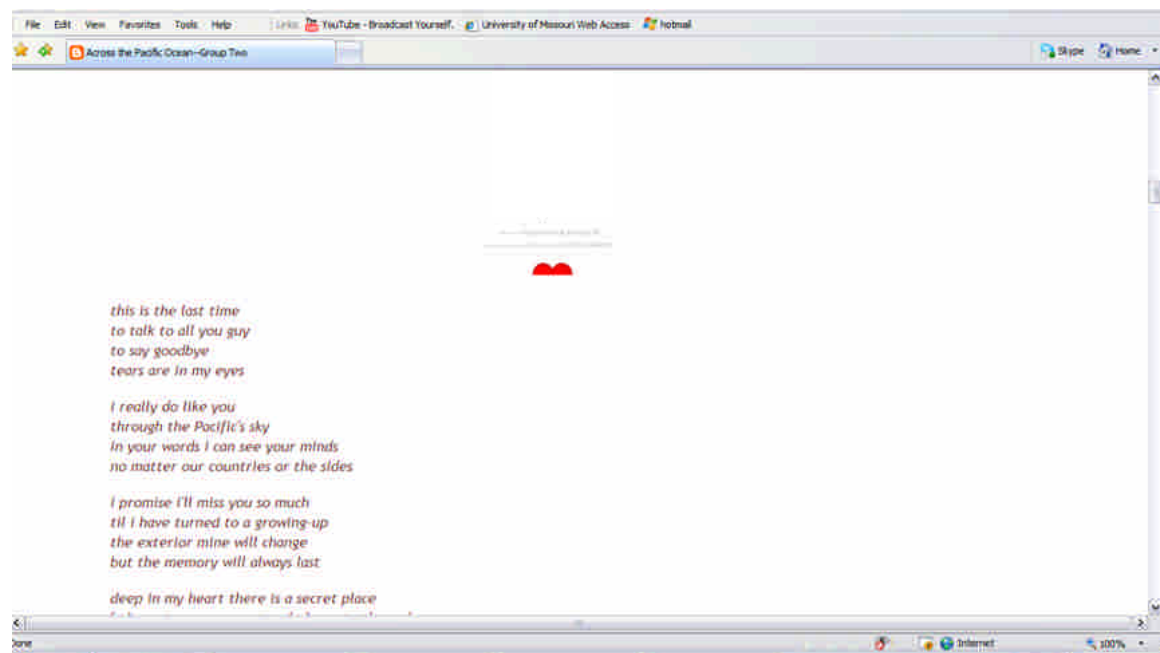 File Edit View Favorites Tools Help Links YouTube - Broadcast Yourself. University of Missouri Web Access hotmail
Across the Pacific Ocean--Group Two Skype Home
this is the last time
to talk to all you guy
to say goodbye
tears are in my eyes
I really do like you
through the Pacific's sky
in your words i can see your minds
no matter our countries or the sides
i promise i'll miss you so much
til i have turned to a growing-up
the exterior mine will change
but the memory will always last
deep in my heart there is a secret place
Done Internet 100%